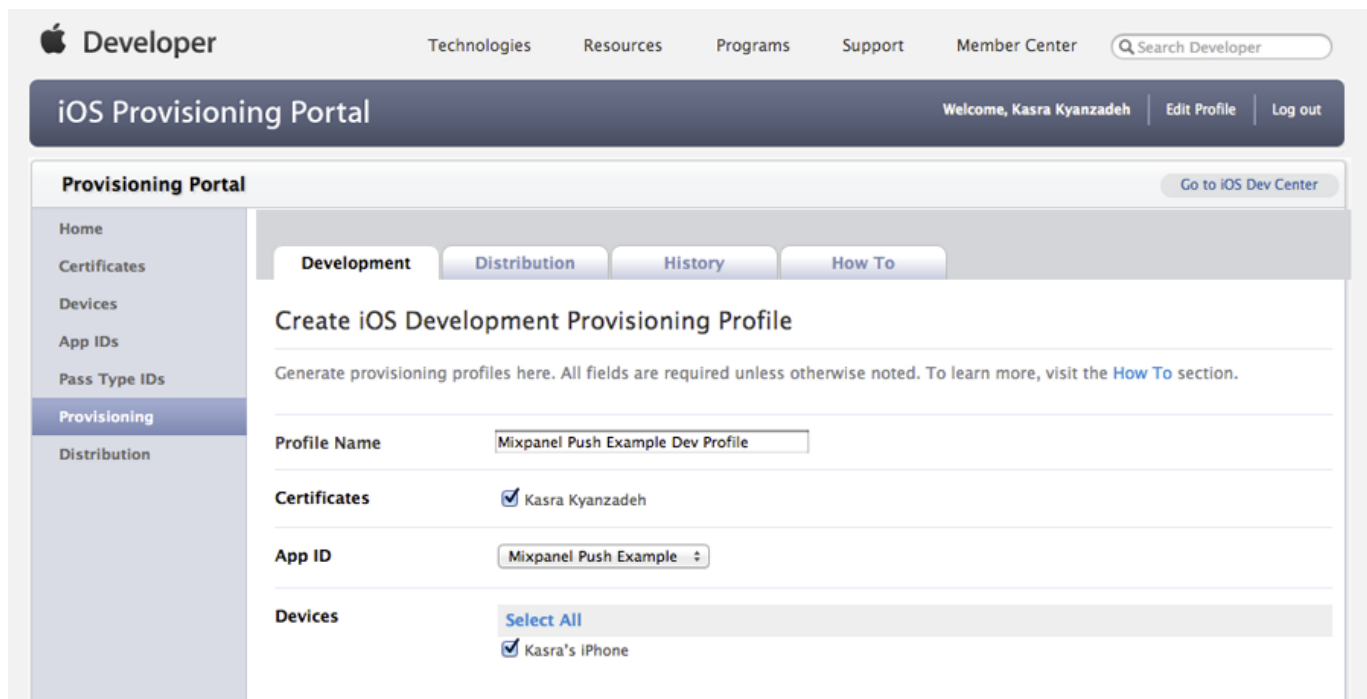 Developer Technologies Resources Programs Support Member Center Search Developer
iOS Provisioning Portal Welcome, Kasra Kyanzadeh Edit Profile Log out
Provisioning Portal Go to iOS Dev Center
Home
Certificates
Devices
App IDs
Pass Type IDs
Provisioning
Distribution
Development Distribution History How To
Create iOS Development Provisioning Profile
Generate provisioning profiles here. All fields are required unless otherwise noted. To learn more, visit the How To section.
Profile Name Mixpanel Push Example Dev Profile
Certificates Kasra Kyanzadeh
App ID Mixpanel Push Example
Devices Select All
Kasra's iPhone